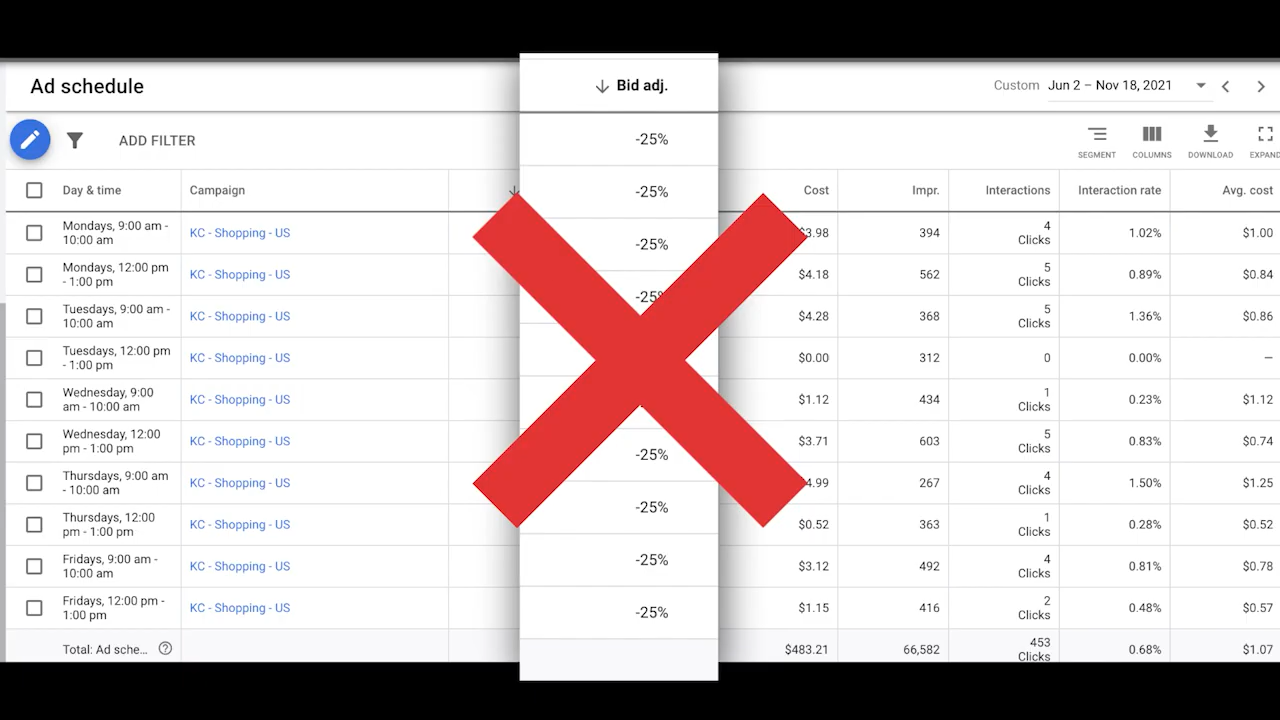 Ad schedule
Custom Jun 2 – Nov 18, 2021
ADD FILTER
SEGMENT COLUMNS DOWNLOAD EXPAND
Bid adj.
-25%
-25%
-25%
-25%
-25%
-25%
-25%
Day & time Campaign Cost Impr. Interactions Interaction rate Avg. cost
Mondays, 9:00 am -
10:00 am
KC - Shopping - US 394 4
Clicks
1.02% $1.00
Mondays, 12:00 pm
- 1:00 pm
KC - Shopping - US $4.18 562 5
Clicks
0.89% $0.84
Tuesdays, 9:00 am -
10:00 am
KC - Shopping - US $4.28 368 5
Clicks
1.36% $0.86
Tuesdays, 12:00 pm
- 1:00 pm
KC - Shopping - US $0.00 312 0 0.00% –
Wednesday, 9:00
am - 10:00 am
KC - Shopping - US $1.12 434 1
Clicks
0.23% $1.12
Wednesday, 12:00
pm - 1:00 pm
KC - Shopping - US $3.71 603 5
Clicks
0.83% $0.74
Thursdays, 9:00 am
- 10:00 am
KC - Shopping - US 267 4
Clicks
1.50% $1.25
Thursdays, 12:00
pm - 1:00 pm
KC - Shopping - US $0.52 363 1
Clicks
0.28% $0.52
Fridays, 9:00 am -
10:00 am
KC - Shopping - US $3.12 492 4
Clicks
0.81% $0.78
Fridays, 12:00 pm -
1:00 pm
KC - Shopping - US $1.15 416 2
Clicks
0.48% $0.57
Total: Ad sche... $483.21 66,582 453
Clicks
0.68% $1.07